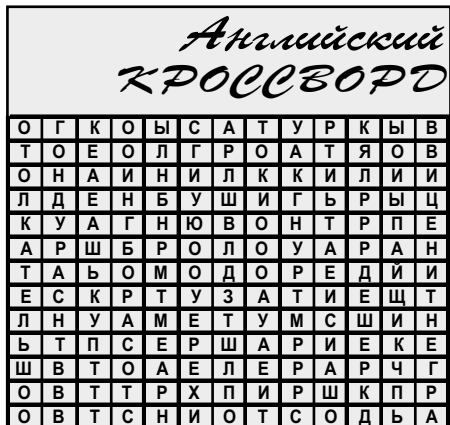 Английский
КРОССВОРД
О Г К О Ы С А Т У Р К Ы В
Т О Е О Л Г Р О А Т Я О В
О Н А И Н И Л К К И Л И И
Л Д Е Н Б У Ш И Г Ь Р Ы Ц
К У А Г Н Ю В О Н Т Р П Е
А Р Ш Б Р О Л О У А Р А Н
Т А Ь О М О Д О Р Е Д Й И
Е С К Р Т У З А Т И Е Щ Т
Л Н У А М Е Т У М С Ш И Н
Ь Т П С Е Р Ш А Р И Е К Е
Ш В Т О А Е Л Е Р А Р Ч Г
О В Т Т Р Х П И Р Ш К П Р
О В Т С Н И О Т С О Д Ь А